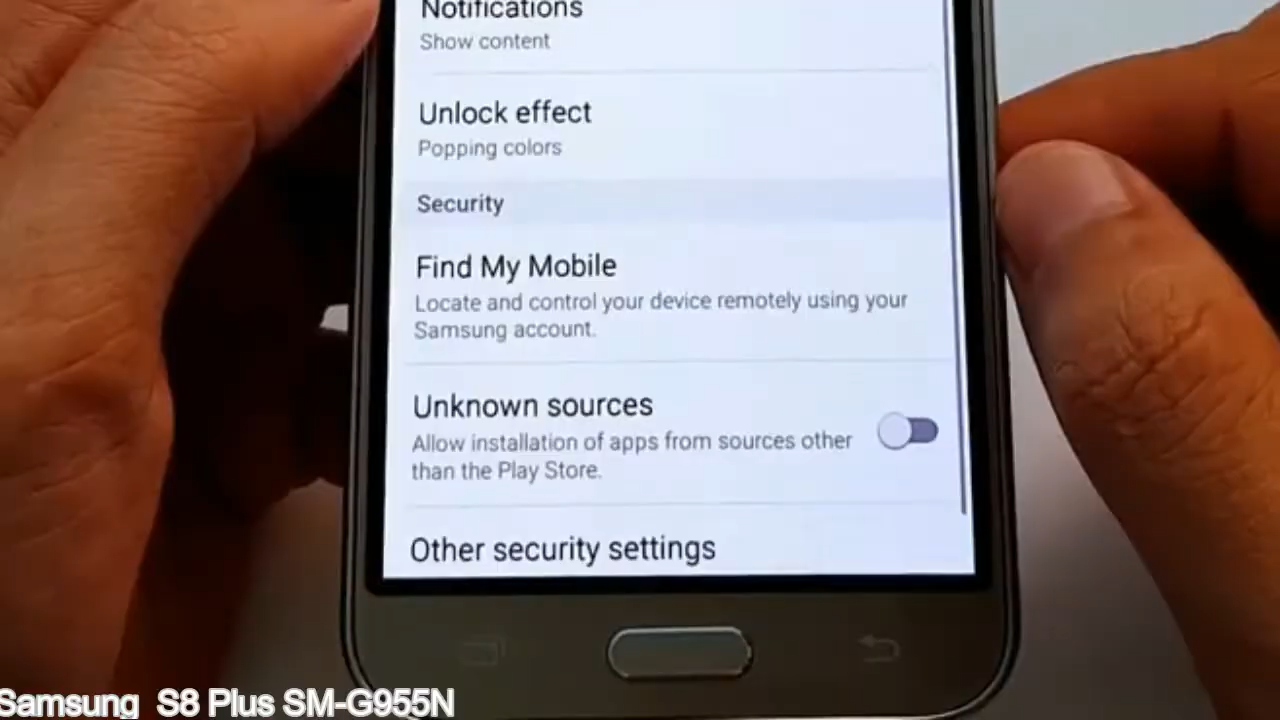 Notifications
Show content
Unlock effect
Popping colors
Security
Find My Mobile
Locate and control your device remotely using your
Samsung account.
Unknown sources
Allow installation of apps from sources other
than the Play Store.
Other security settings
Samsung S8 Plus SM-G955N